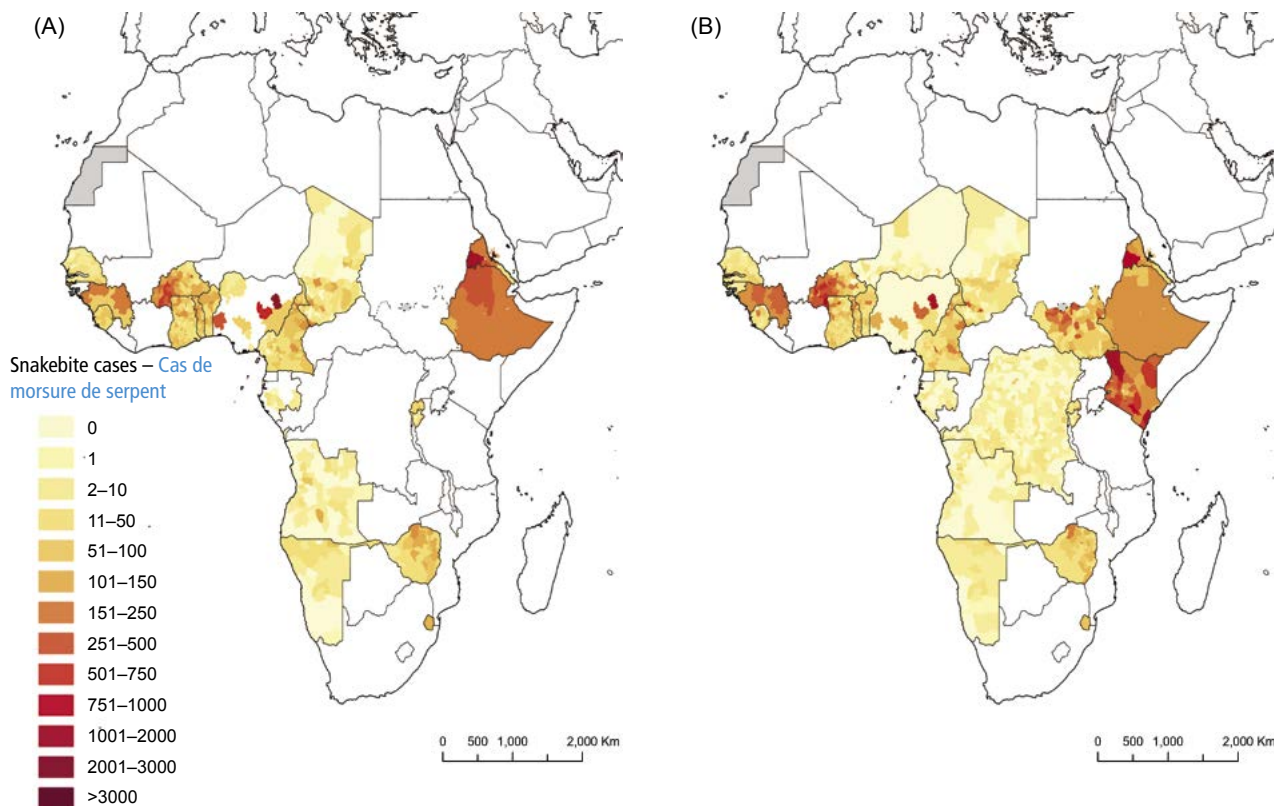 (A)
(B)
Snakebite cases – Cas de
morsure de serpent
0
1
2–10
11–50
51–100
101–150
151–250
251–500
501–750
751–1000
1001–2000
2001–3000
>3000
0 500 1,000 2,000 Km
0 500 1,000 2,000 Km